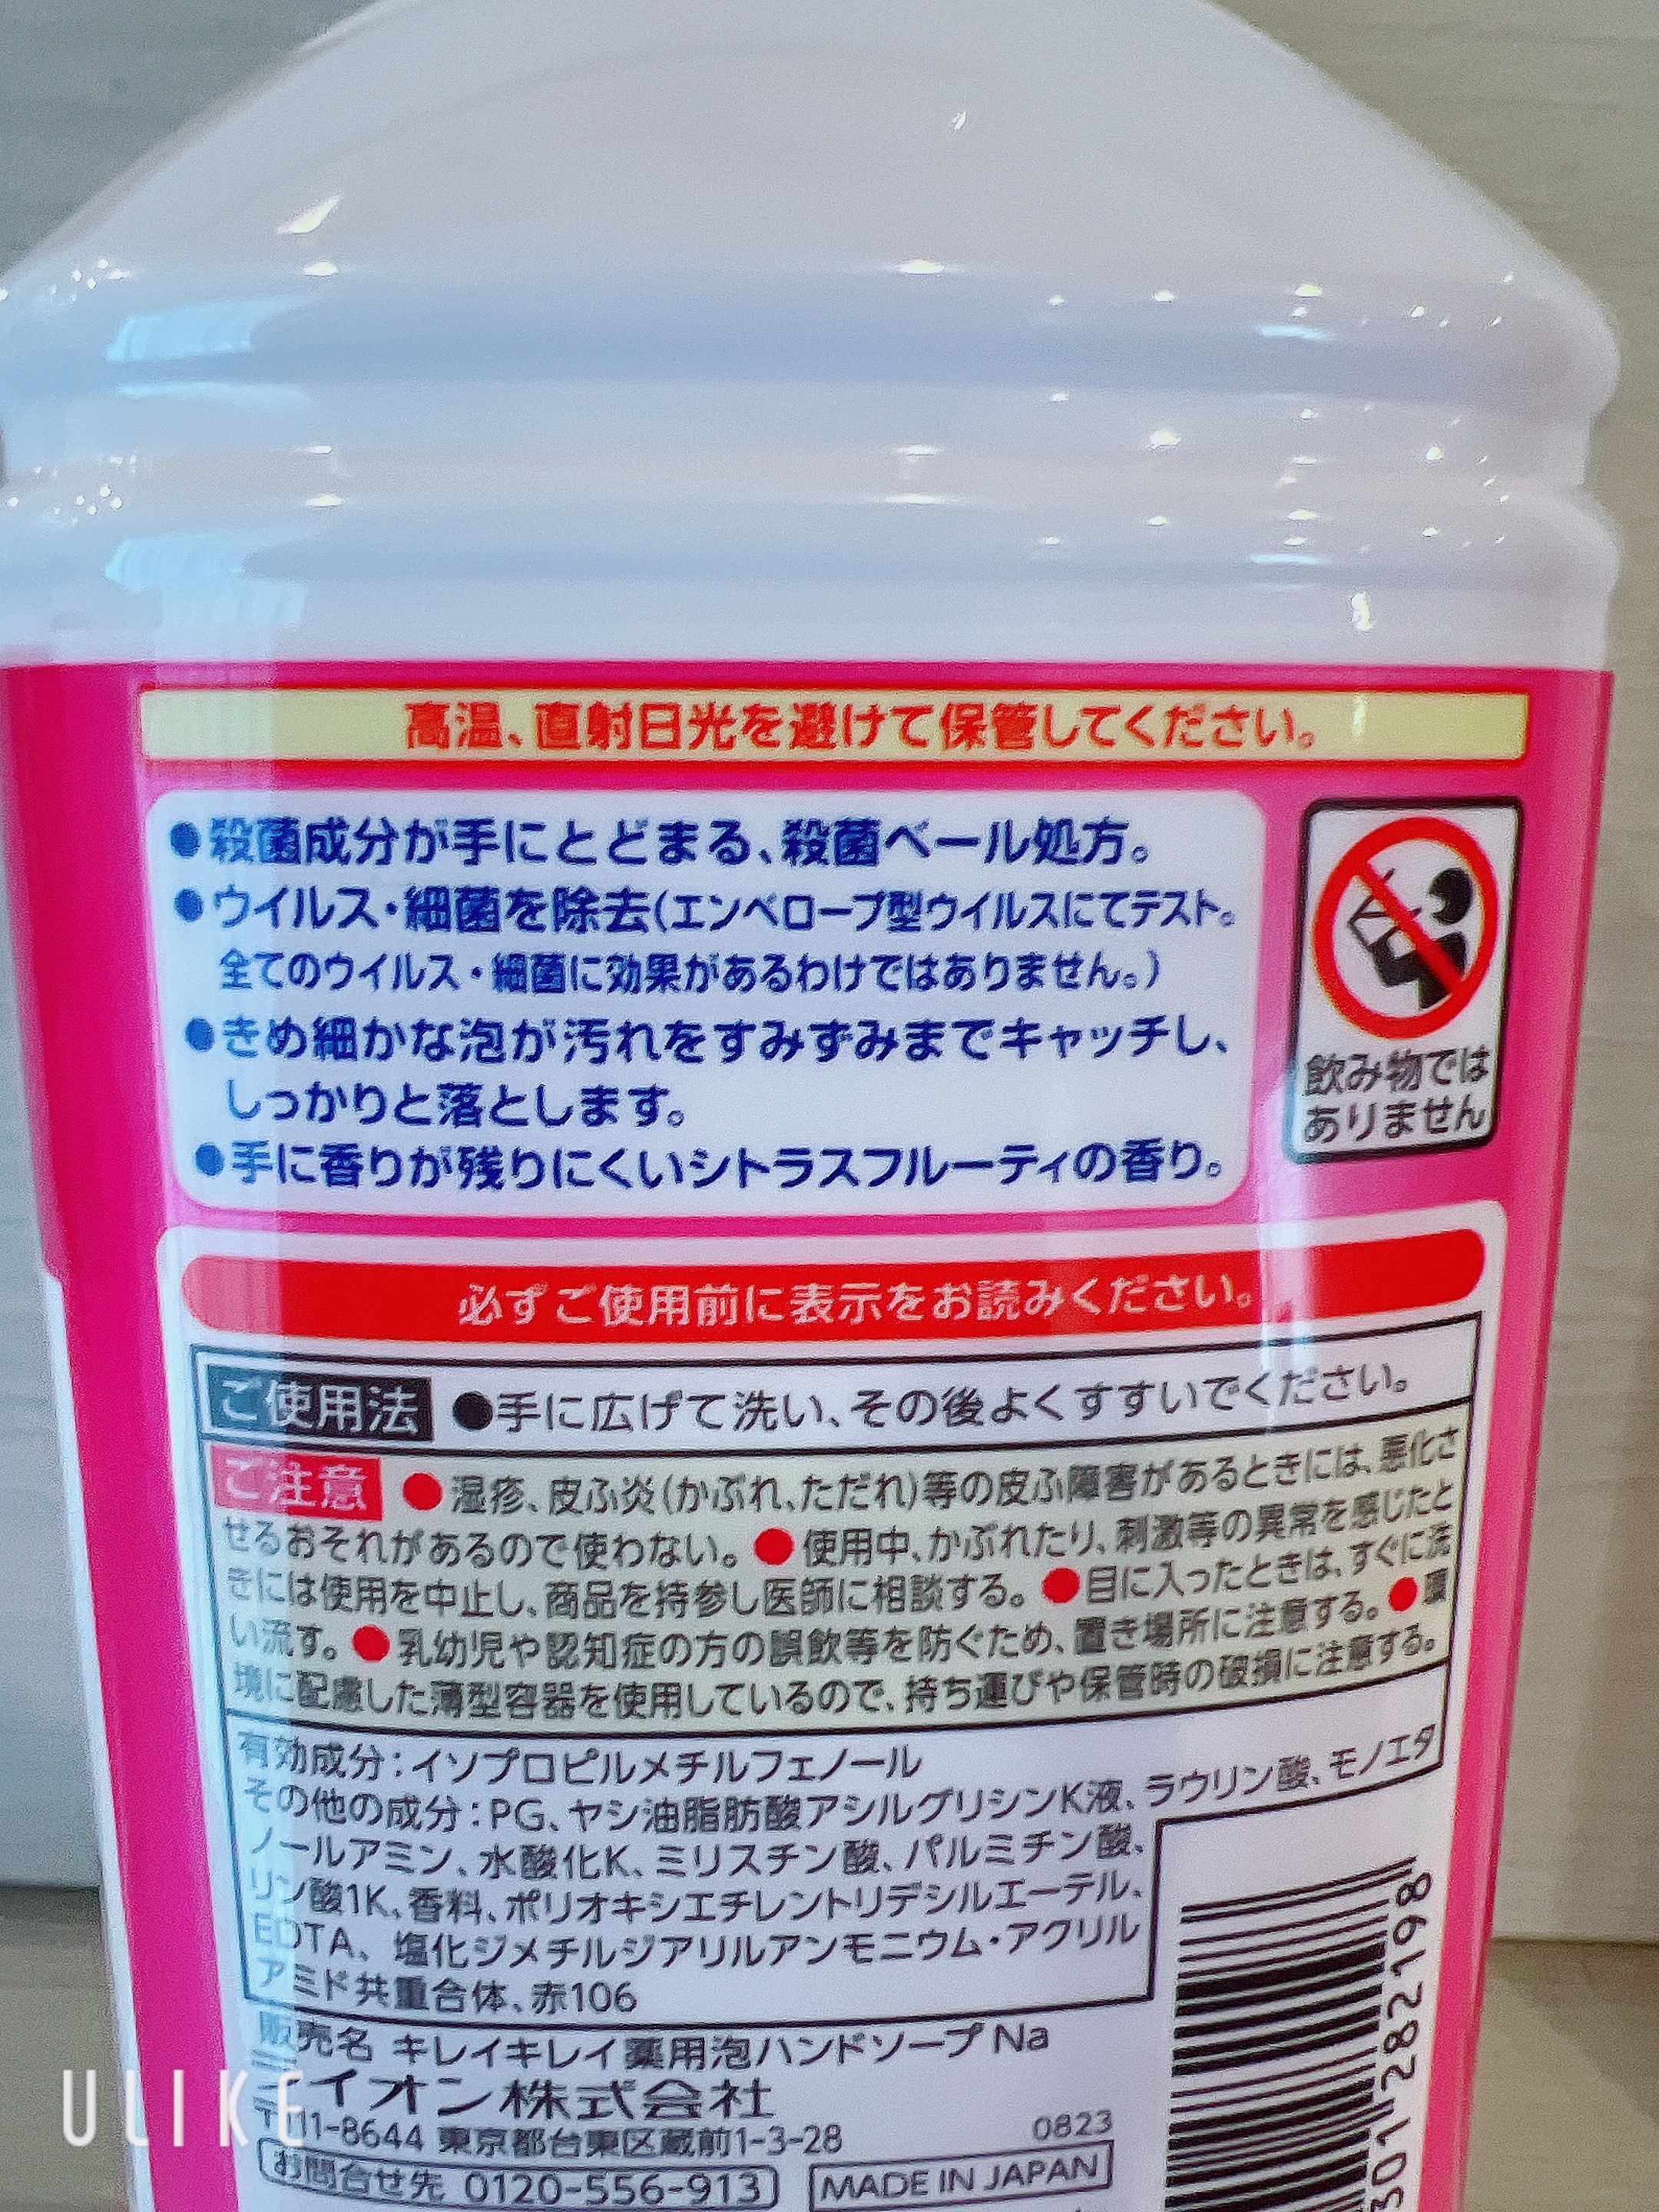 高温、直射日光を避けて保管してください。
●殺菌成分が手にとどまる、殺菌ベール処方。
●ウイルス・細菌を除去(エンベロープ型ウイルスにてテスト。
全てのウイルス・細菌に効果があるわけではありません。)
●きめ細かな泡が汚れをすみずみまでキャッチし、
しっかりと落とします。
●手に香りが残りにくいシトラスフルーティの香り。
飲み物では
ありません
必ずご使用前に表示をお読みください。
ご使用法 ●手に広げて洗い、その後よくすすいでください。
ご注意 ●湿疹、皮ふ炎(かぶれ、ただれ)等の皮ふ障害があるときには、悪化さ
せるおそれがあるので使わない。●使用中、かぶれたり、刺激等の異常を感じたと
きには使用を中止し、商品を持参し医師に相談する。●目に入ったときは、すぐに洗
い流す。●乳幼児や認知症の方の誤飲等を防ぐため、置き場所に注意する。●環
境に配慮した薄型容器を使用しているので、持ち運びや保管時の破損に注意する。
有効成分：イソプロピルメチルフェノール
その他の成分：PG、ヤシ油脂肪酸アシルグリシンK液、ラウリン酸、モノエタ
ノールアミン、水酸化K、ミリスチン酸、パルミチン酸、
リン酸1K、香料、ポリオキシエチレントリデシルエーテル、
EDTA、塩化ジメチルジアリルアンモニウム・アクリル
アミド共重合体、赤106
販売名 キレイキレイ薬用泡ハンドソープNa
ライオン株式会社
〒111-8644 東京都台東区蔵前1-3-28
0823
お問合せ先 0120-556-913
MADE IN JAPAN
301 282198
ULIKE